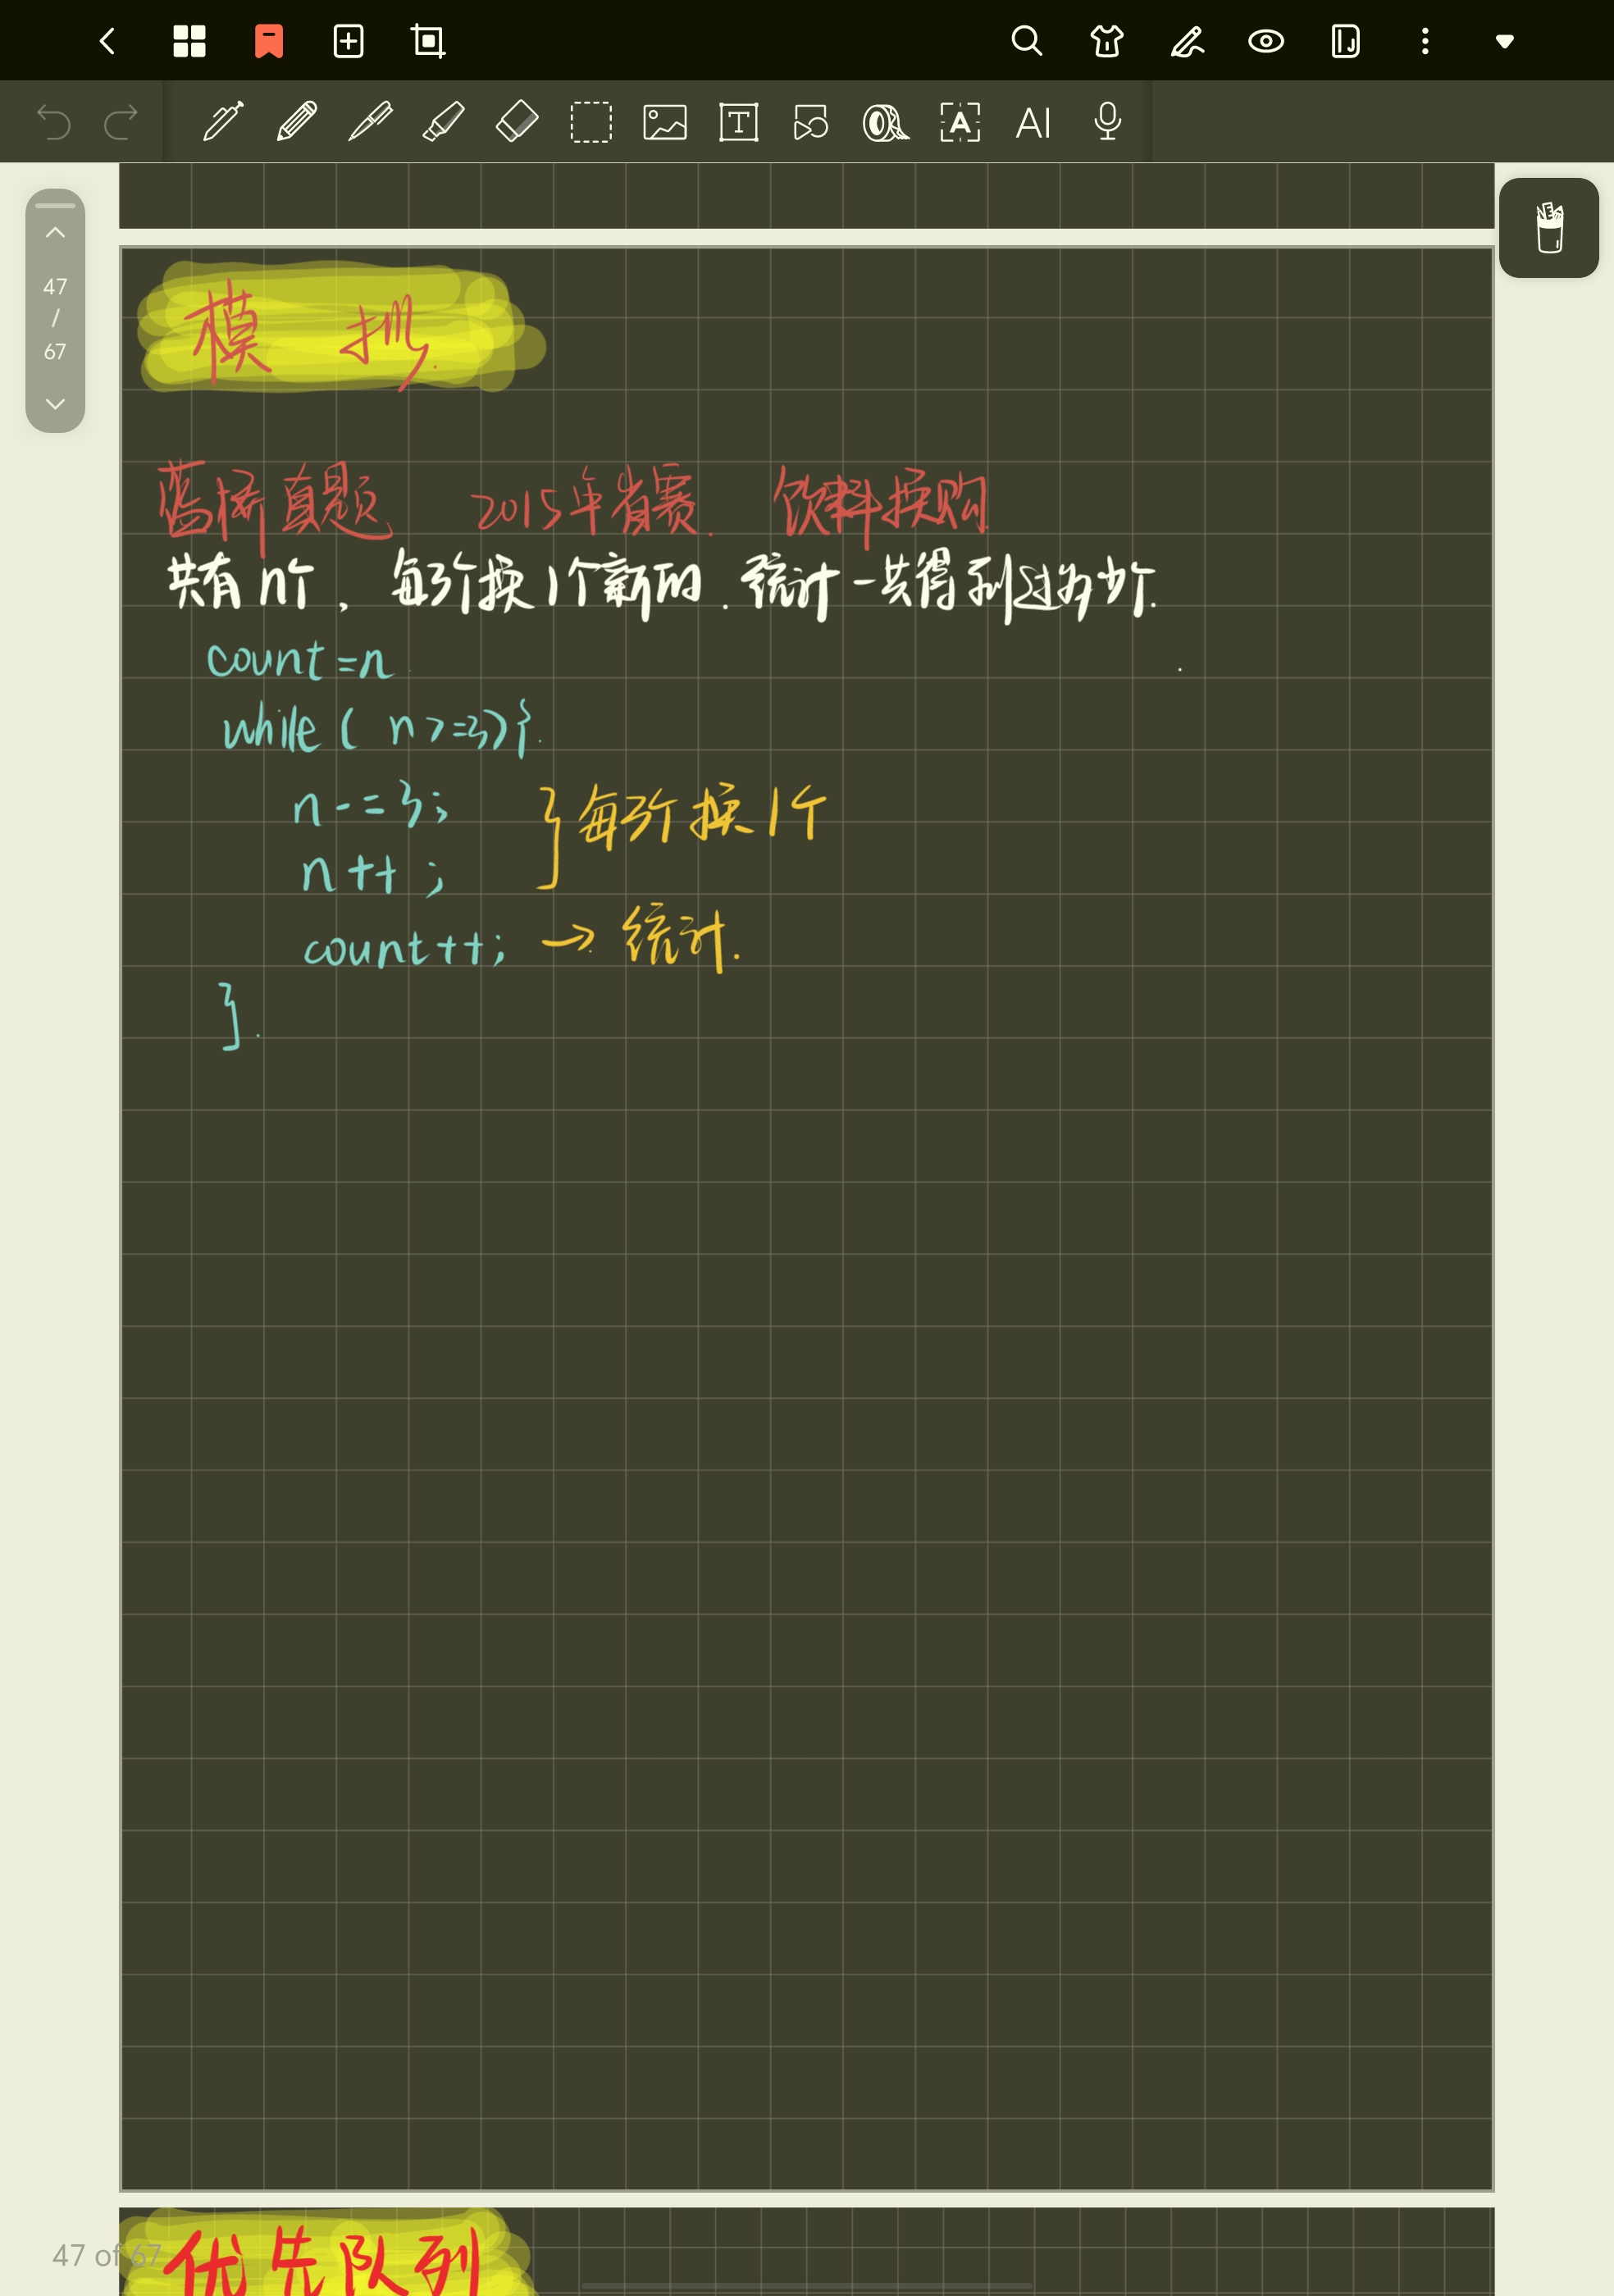 47
/
67
T
A
AI
模 拟.
蓝桥真题 2015年省赛. 饮料换购
共有n个, 每3个换1个新的. 统计一共得到过多少个.
count=n
while ( n>=3){.
n-=3;
n++;
}每3个换1个
count++; → 统计.
}.
优先队列
47 of 67